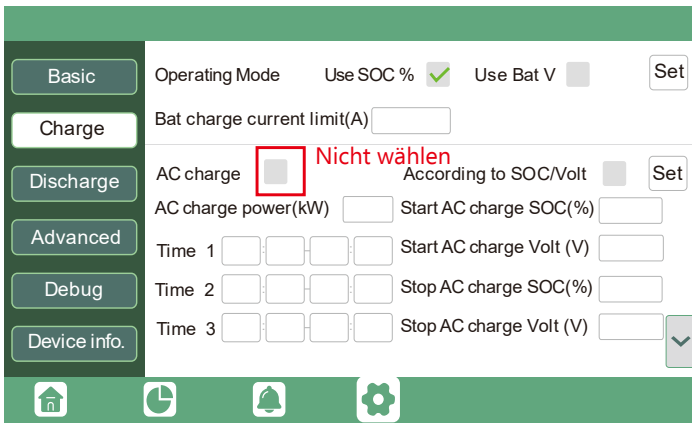 Basic
Charge
Discharge
Advanced
Debug
Device info.
Operating Mode Use SOC % Use Bat V Set
Bat charge current limit(A)
Nicht wählen
AC charge According to SOC/Volt Set
AC charge power(kW) Start AC charge SOC(%)
Time 1 : - : Start AC charge Volt (V)
Time 2 : - : Stop AC charge SOC(%)
Time 3 : - : Stop AC charge Volt (V)